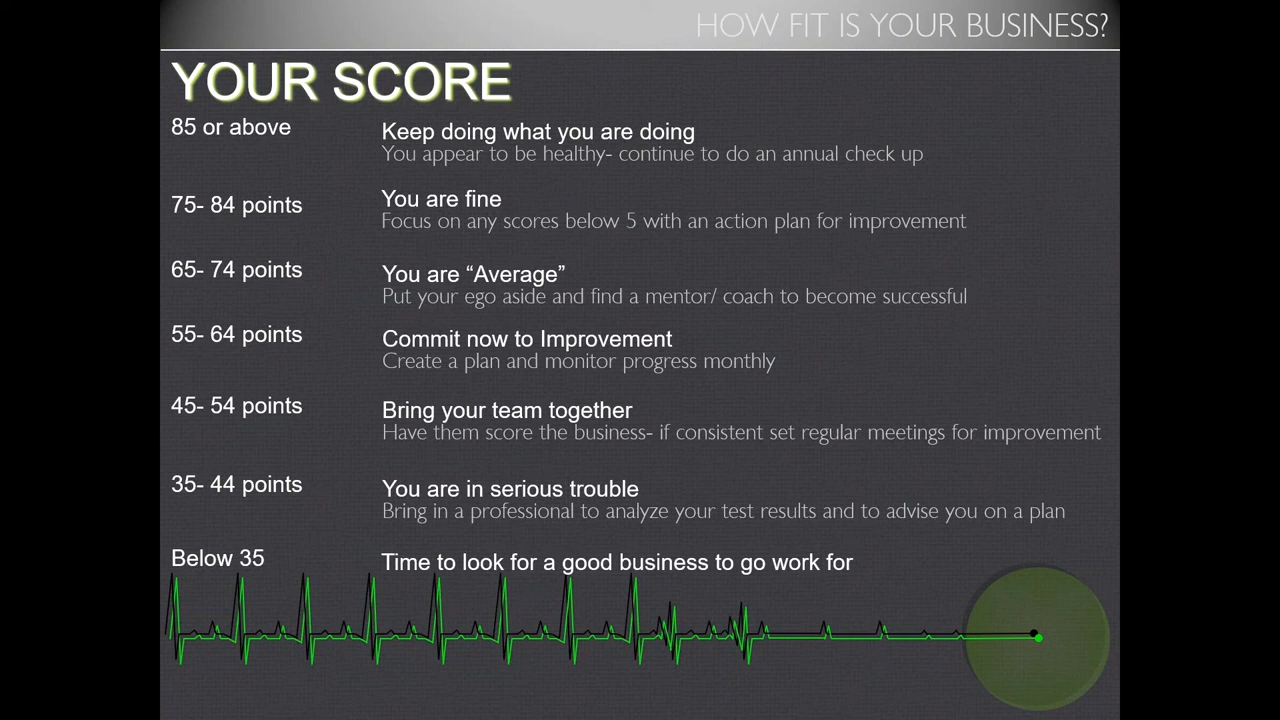 HOW FIT IS YOUR BUSINESS?
YOUR SCORE
85 or above
Keep doing what you are doing
You appear to be healthy- continue to do an annual check up
75- 84 points
You are fine
Focus on any scores below 5 with an action plan for improvement
65- 74 points
You are “Average”
Put your ego aside and find a mentor/ coach to become successful
55- 64 points
Commit now to Improvement
Create a plan and monitor progress monthly
45- 54 points
Bring your team together
Have them score the business- if consistent set regular meetings for improvement
35- 44 points
You are in serious trouble
Bring in a professional to analyze your test results and to advise you on a plan
Below 35
Time to look for a good business to go work for